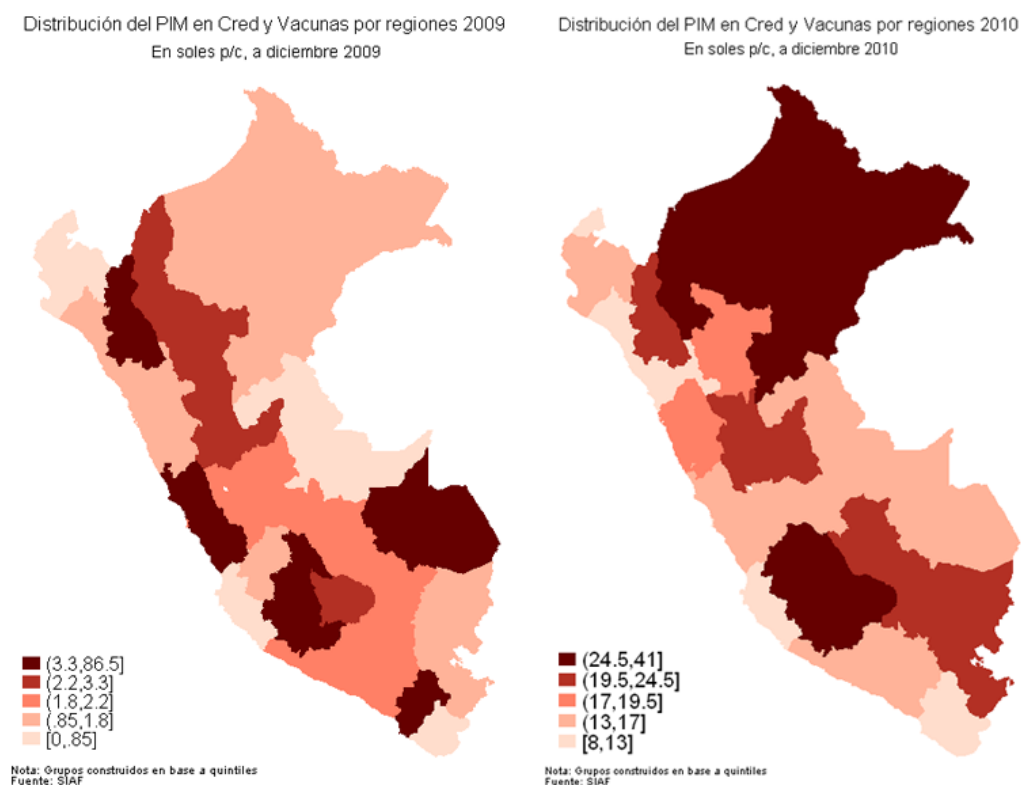 Distribución del PIM en Cred y Vacunas por regiones 2009
En soles p/c, a diciembre 2009
(3.3,86.5]
(2.2,3.3]
(1.8,2.2]
(.85,1.8]
[0,.85]
Nota: Grupos construidos en base a quintiles
Fuente: SIAF
Distribución del PIM en Cred y Vacunas por regiones 2010
En soles p/c, a diciembre 2010
(24.5,41]
(19.5,24.5]
(17,19.5]
(13,17]
[8,13]
Nota: Grupos construidos en base a quintiles
Fuente: SIAF